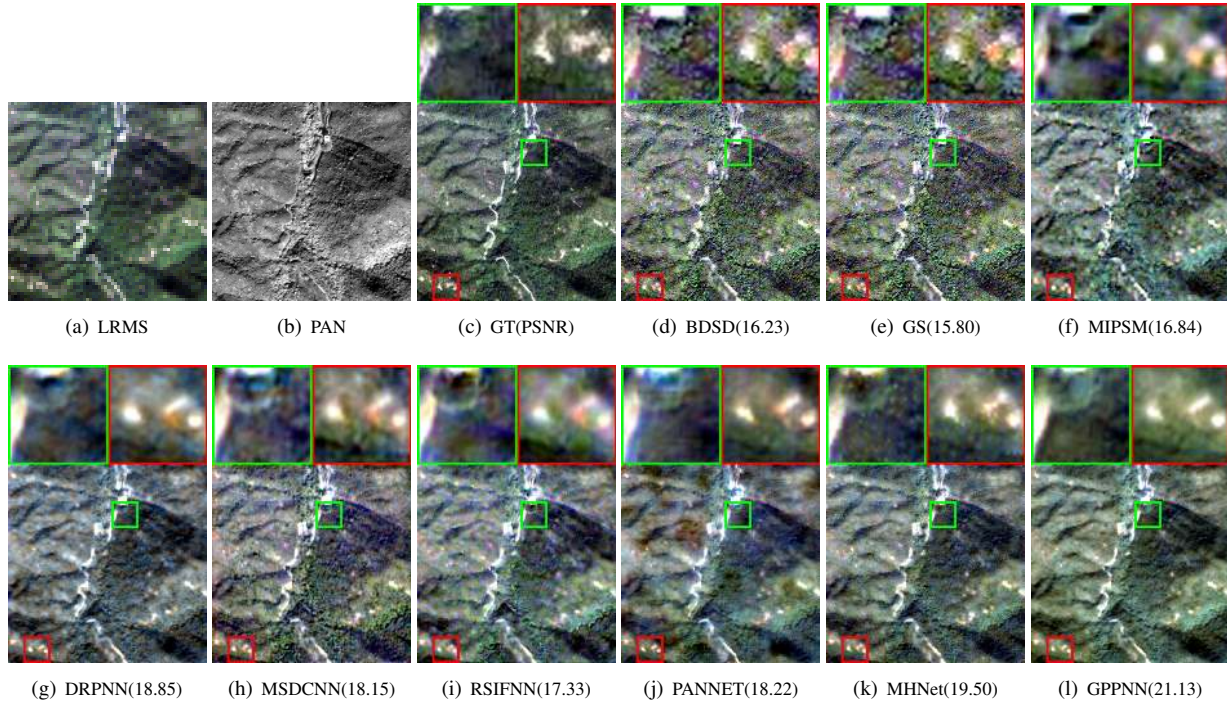 (a) LRMS (b) PAN (c) GT(PSNR) (d) BDSD(16.23) (e) GS(15.80) (f) MIPSM(16.84)
(g) DRPNN(18.85) (h) MSDCNN(18.15) (i) RSIFNN(17.33) (j) PANNET(18.22) (k) MHNet(19.50) (l) GPPNN(21.13)